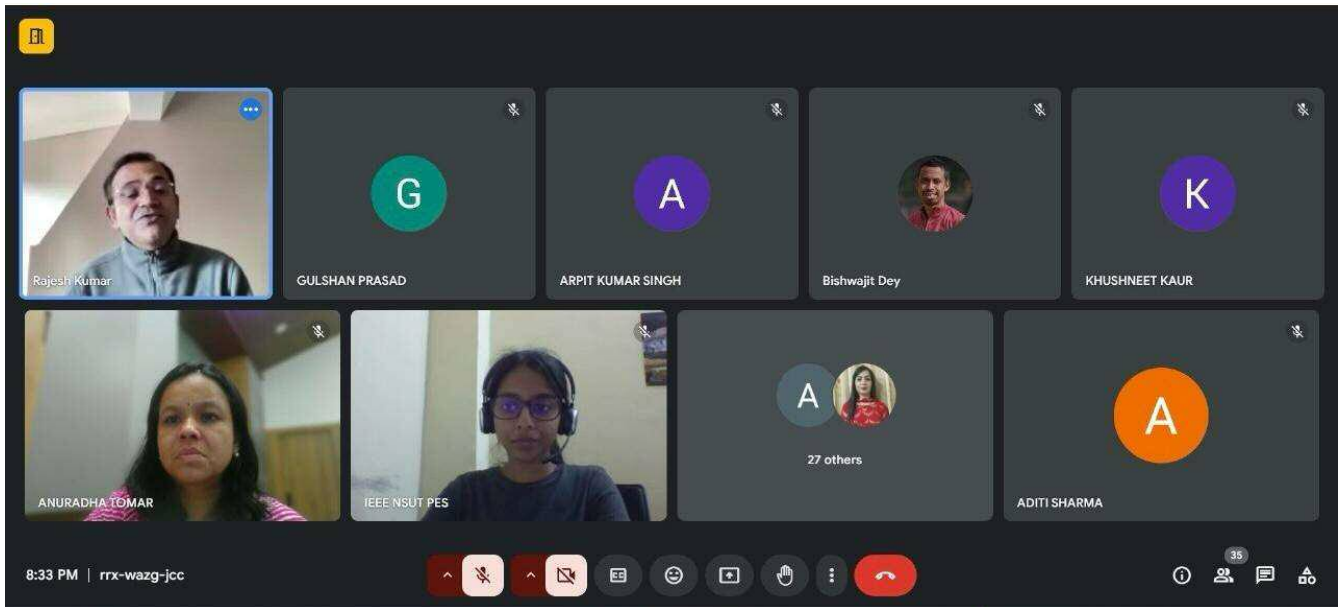 Rajesh Kumar
G
GULSHAN PRASAD
A
ARPIT KUMAR SINGH
Bishwajit Dey
K
KHUSHNEET KAUR
ANURADHA TOMAR
IEEE NSUT PES
A
27 others
A
ADITI SHARMA
8:33 PM | rrx-wazg-jcc
CC
35